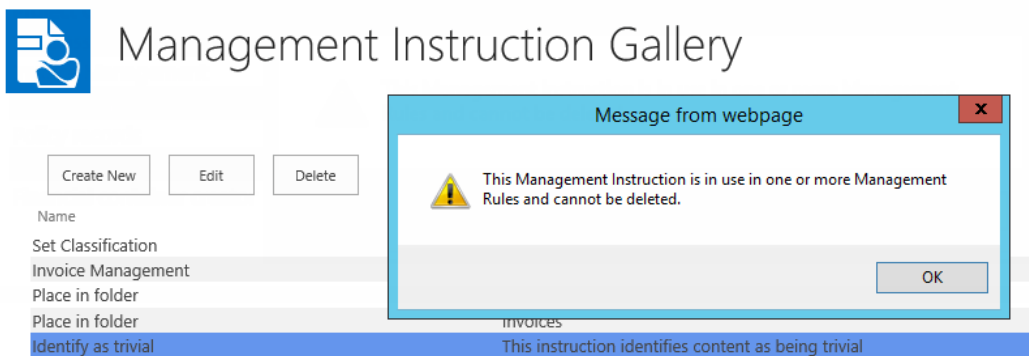 Management Instruction Gallery
Message from webpage
X
This Management Instruction is in use in one or more Management
Rules and cannot be deleted.
OK
Create New
Edit
Delete
Name
Set Classification
Invoice Management
Place in folder
Place in folder
Invoices
Identify as trivial
This instruction identifies content as being trivial